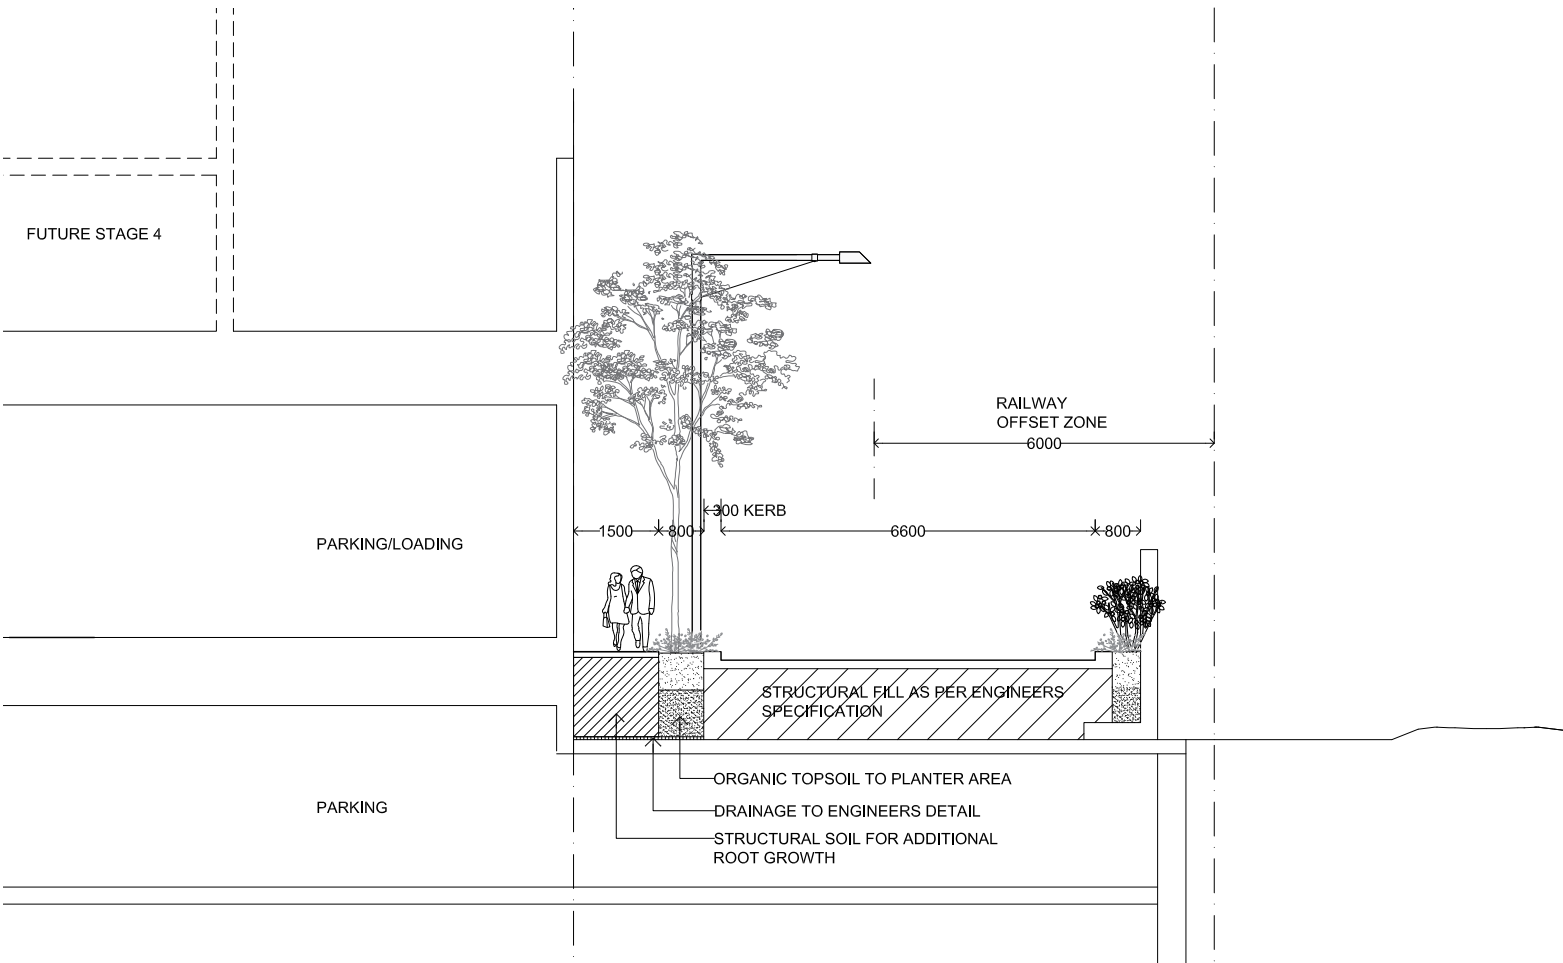 FUTURE STAGE 4
RAILWAY
OFFSET ZONE
6000
300 KERB
1500
800
6600
800
PARKING/LOADING
STRUCTURAL FILL AS PER ENGINEERS
SPECIFICATION
ORGANIC TOPSOIL TO PLANTER AREA
PARKING
DRAINAGE TO ENGINEERS DETAIL
STRUCTURAL SOIL FOR ADDITIONAL
ROOT GROWTH